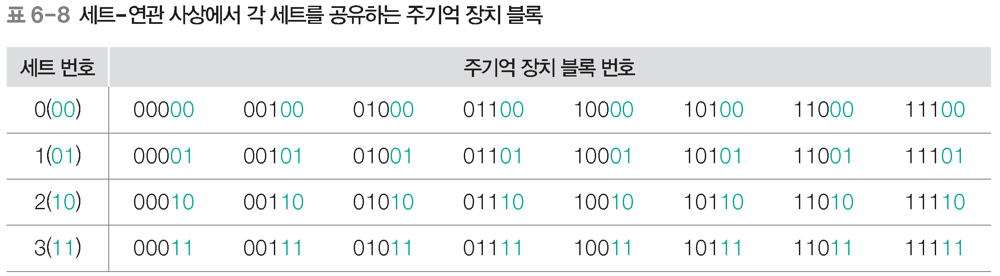 표 6-8 세트-연관 사상에서 각 세트를 공유하는 주기억 장치 블록
세트 번호 주기억 장치 블록 번호
0(00) 00000 00100 01000 01100 10000 10100 11000 11100
1(01) 00001 00101 01001 01101 10001 10101 11001 11101
2(10) 00010 00110 01010 01110 10010 10110 11010 11110
3(11) 00011 00111 01011 01111 10011 10111 11011 11111